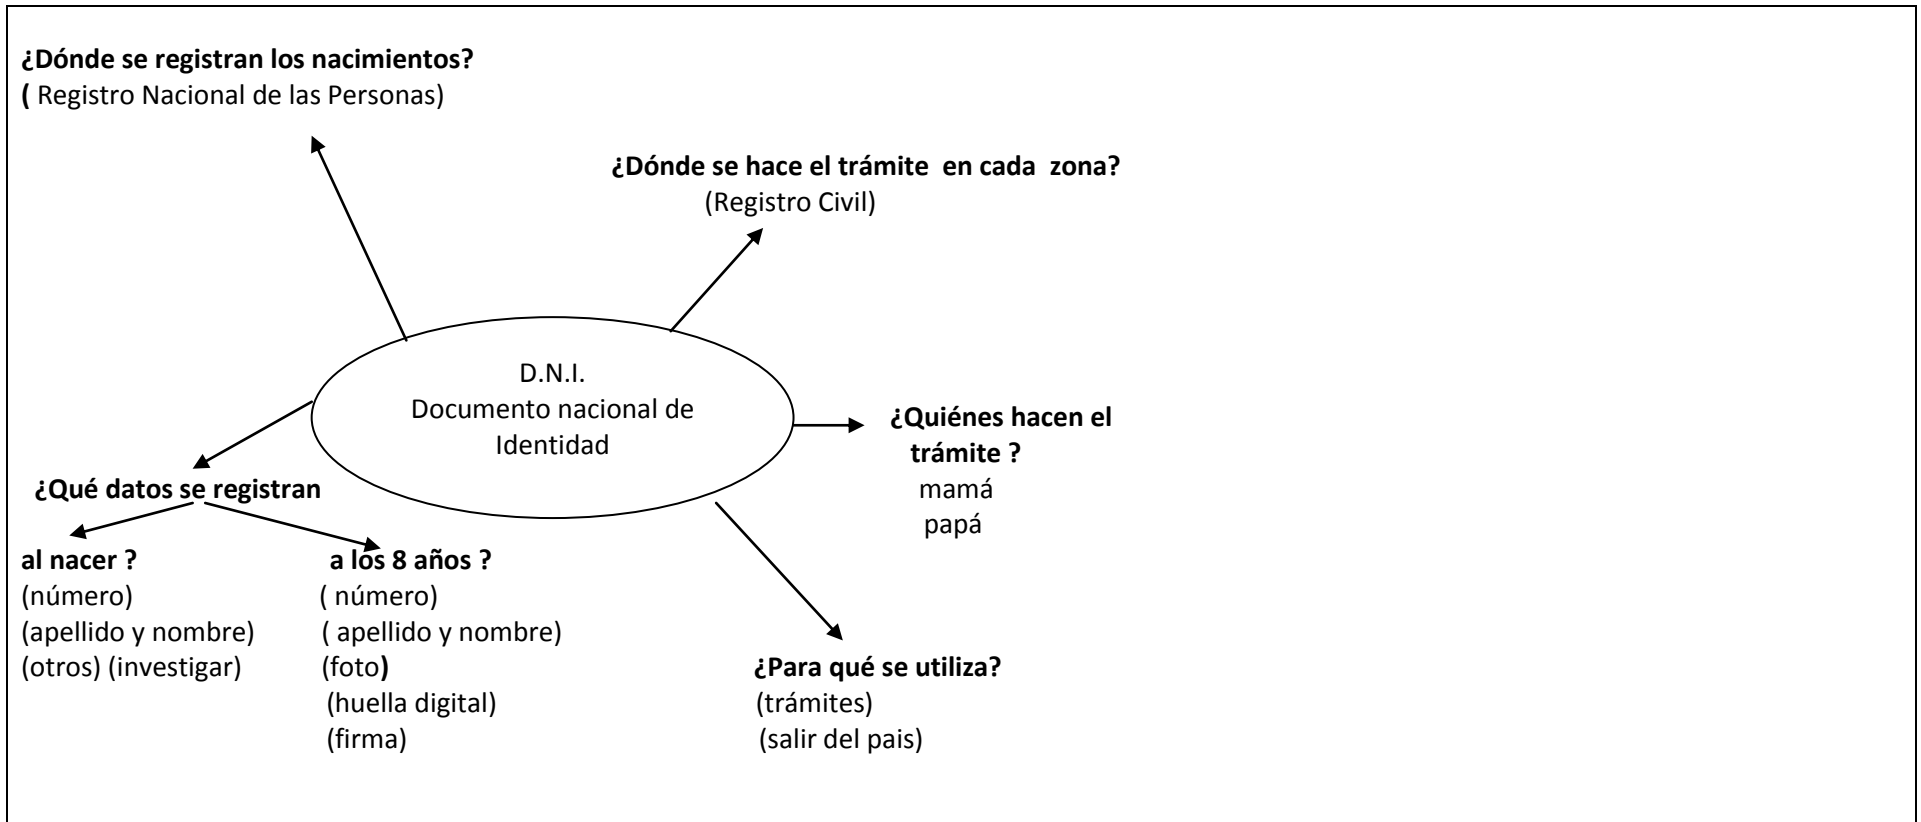 ¿Dónde se registran los nacimientos?
( Registro Nacional de las Personas)
¿Dónde se hace el trámite  en cada  zona?
(Registro Civil)
D.N.I.
Documento nacional de
Identidad
¿Quiénes hacen el
trámite ?
mamá
papá
¿Qué datos se registran
al nacer ?
(número)
(apellido y nombre)
(otros) (investigar)
a los 8 años ?
( número)
( apellido y nombre)
(foto)
(huella digital)
(firma)
¿Para qué se utiliza?
(trámites)
(salir del pais)